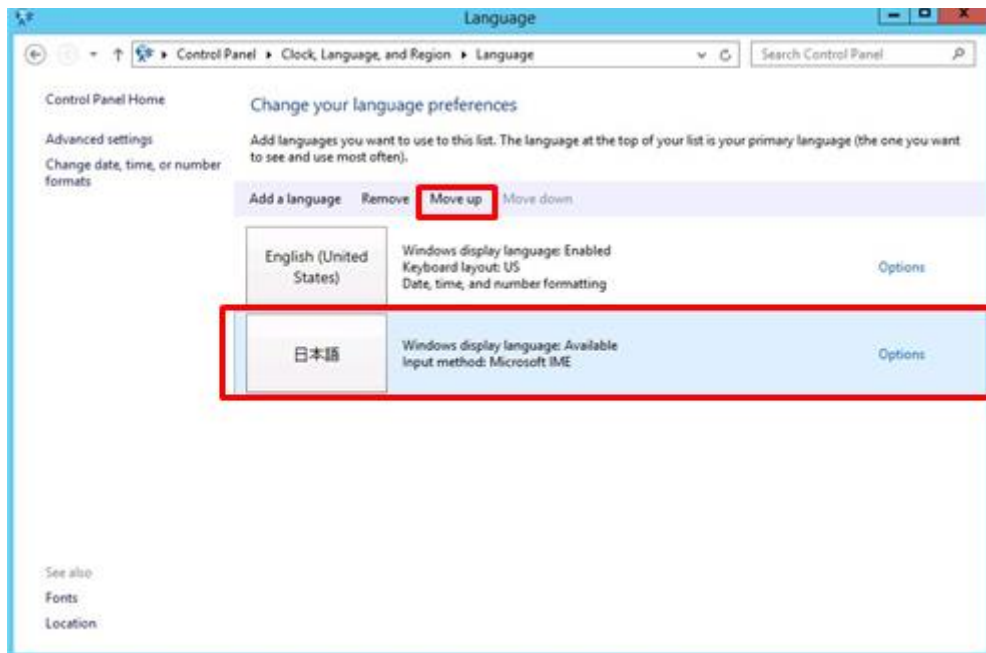 Language
Control Panel ▸ Clock, Language, and Region ▸ Language
Search Control Panel
Control Panel Home
Advanced settings
Change date, time, or number
formats
Change your language preferences
Add languages you want to use to this list. The language at the top of your list is your primary language (the one you want
to see and use most often).
Add a language Remove Move up Move down
English (United
States)
Windows display language: Enabled
Keyboard layout: US
Date, time, and number formatting
Options
日本語
Windows display language: Available
Input method: Microsoft IME
Options
See also
Fonts
Location